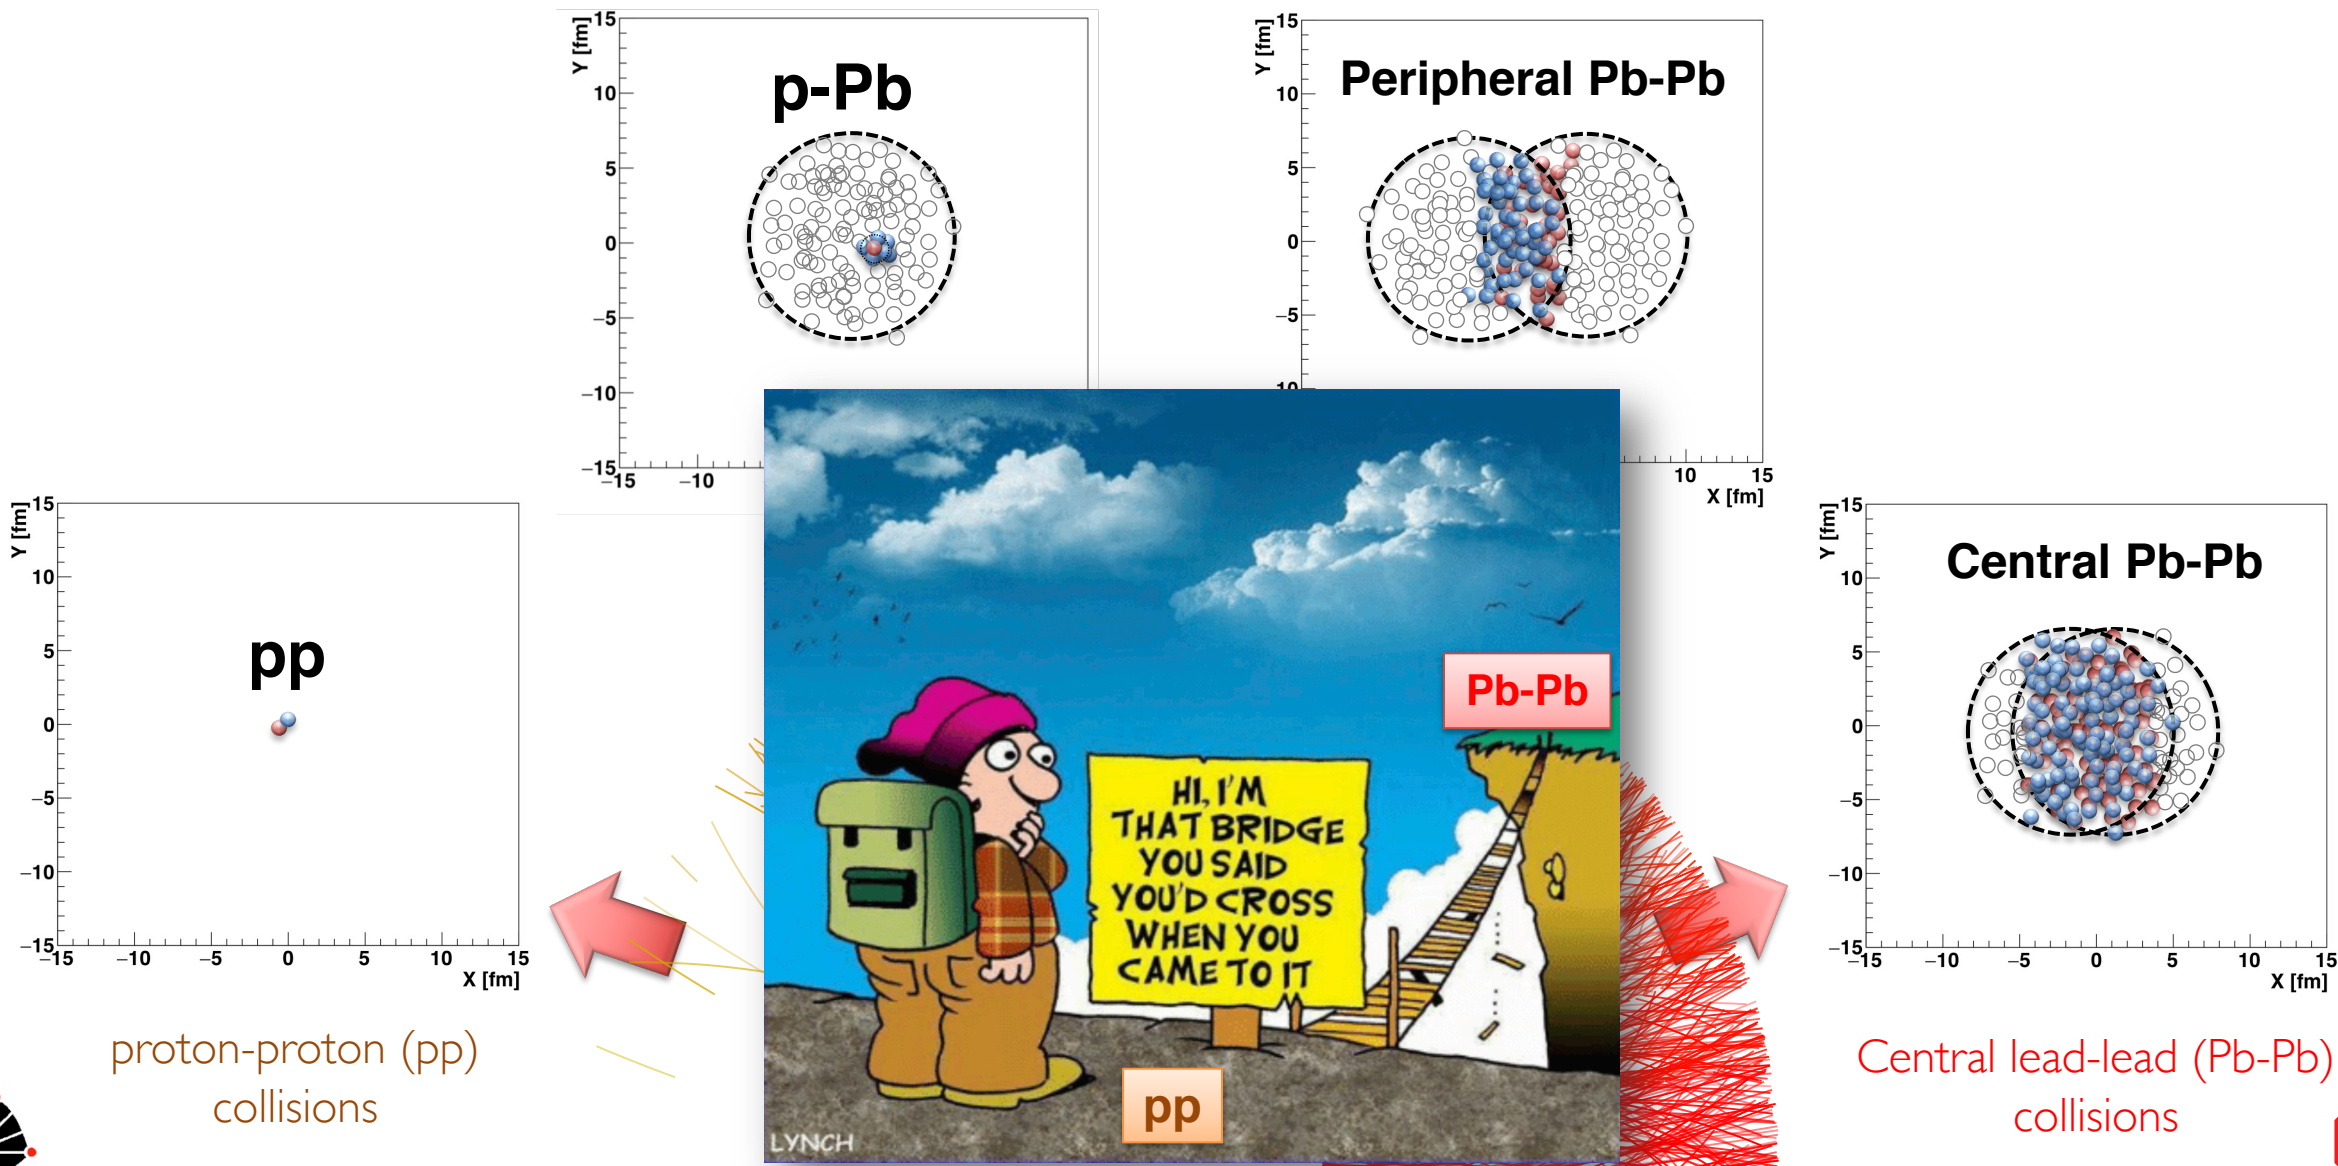 p-Pb
Y [fm]
15
10
5
0
−5
−10
−15
−15
−10
Peripheral Pb-Pb
Y [fm]
15
10
5
0
−5
10
15
X [fm]
pp
Y [fm]
15
10
5
0
−5
−10
−15
−15
−10
−5
0
5
10
15
X [fm]
proton-proton (pp)
collisions
Pb-Pb
HI, I'M
THAT BRIDGE
YOU SAID
YOU'D CROSS
WHEN YOU
CAME TO IT
pp
LYNCH
Central Pb-Pb
Y [fm]
15
10
5
0
−5
−10
−15
−15
−10
−5
0
5
10
15
X [fm]
Central lead-lead (Pb-Pb)
collisions